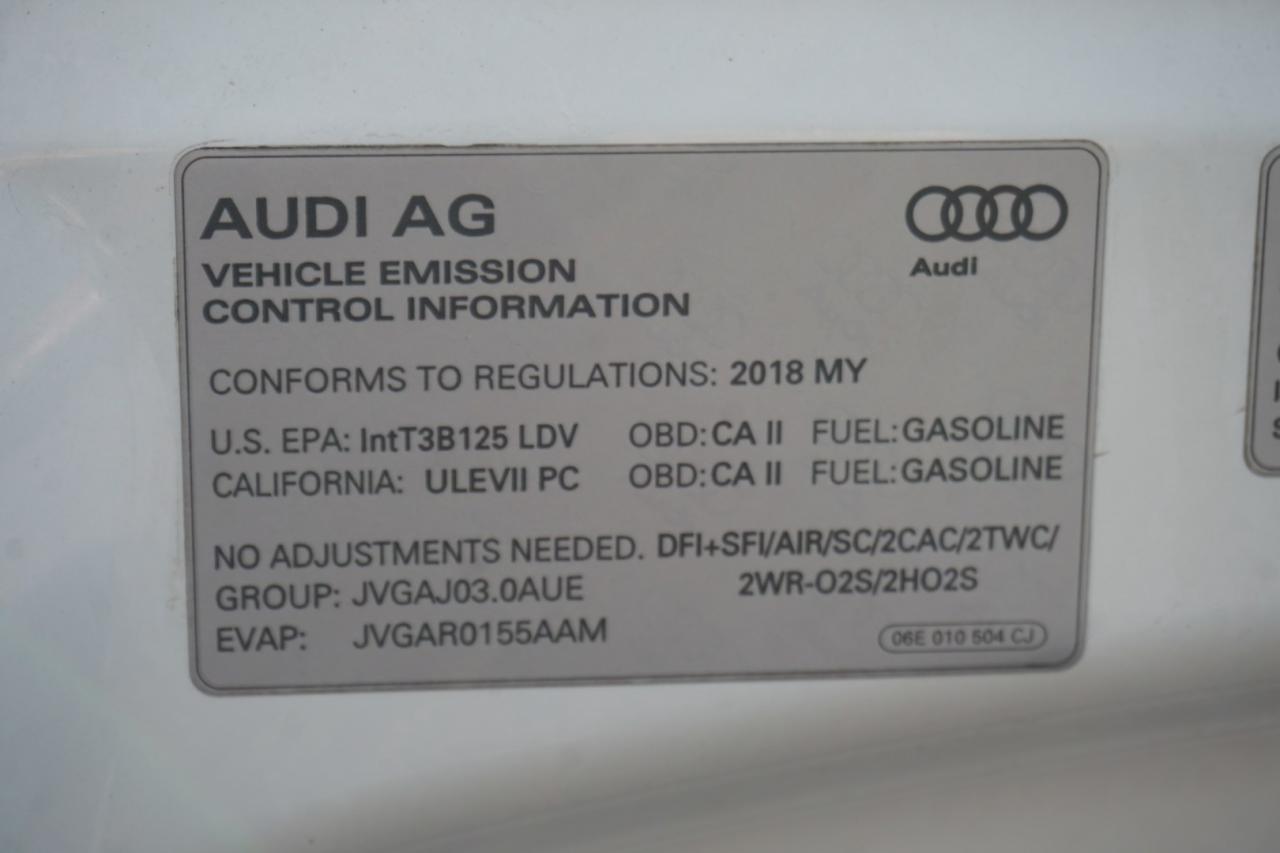 AUDI AG
Audi
VEHICLE EMISSION
CONTROL INFORMATION
CONFORMS TO REGULATIONS: 2018 MY
U.S. EPA: IntT3B125 LDV OBD: CA II FUEL: GASOLINE
CALIFORNIA: ULEVII PC OBD: CA II FUEL: GASOLINE
NO ADJUSTMENTS NEEDED. DFI+SFI/AIR/SC/2CAC/2TWC/
GROUP: JVGAJ03.0AUE 2WR-O2S/2HO2S
EVAP: JVGAR0155AAM 06E 010 504 CJ